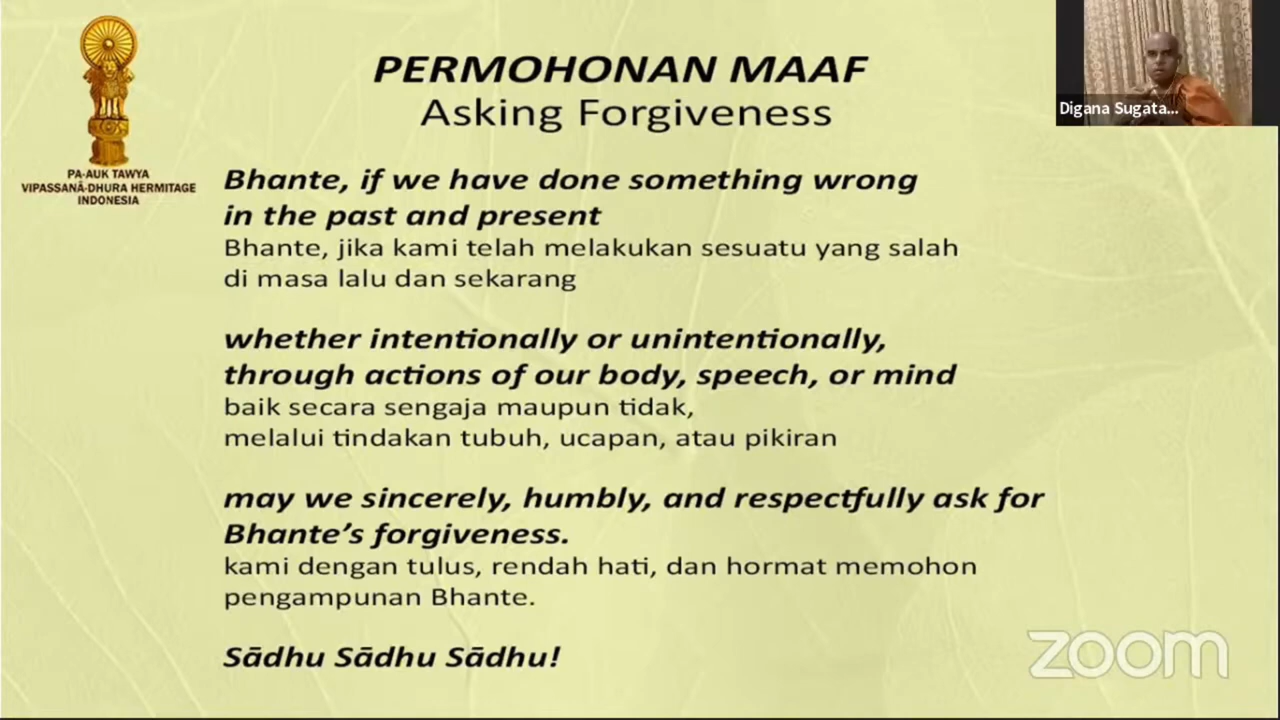 PERMOHONAN MAAF
Asking Forgiveness
Digana Sugata...
PA-AUK TAWYA
VIPASSANĀ-DHURA HERMITAGE
INDONESIA
Bhante, if we have done something wrong
in the past and present
Bhante, jika kami telah melakukan sesuatu yang salah
di masa lalu dan sekarang
whether intentionally or unintentionally,
through actions of our body, speech, or mind
baik secara sengaja maupun tidak,
melalui tindakan tubuh, ucapan, atau pikiran
may we sincerely, humbly, and respectfully ask for
Bhante’s forgiveness.
kami dengan tulus, rendah hati, dan hormat memohon
pengampunan Bhante.
Sādhu Sādhu Sādhu!
zoom